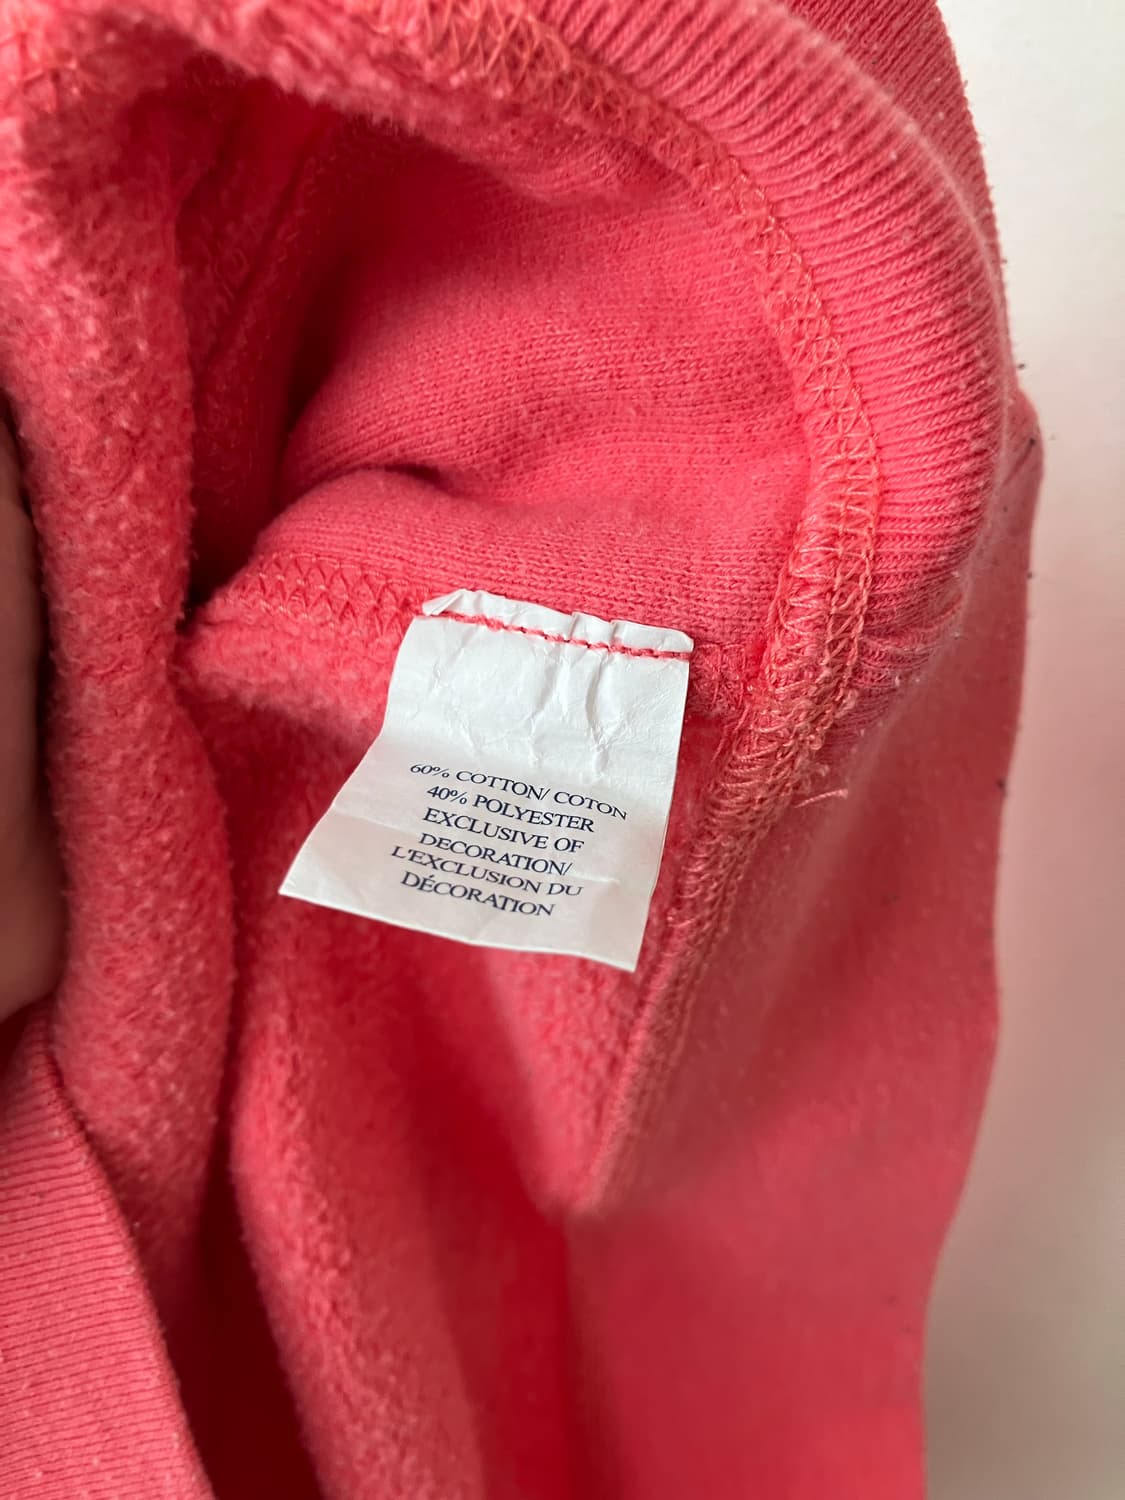 60% COTTON/ COTON
40% POLYESTER
EXCLUSIVE OF
DECORATION/
L'EXCLUSION DU
DÉCORATION